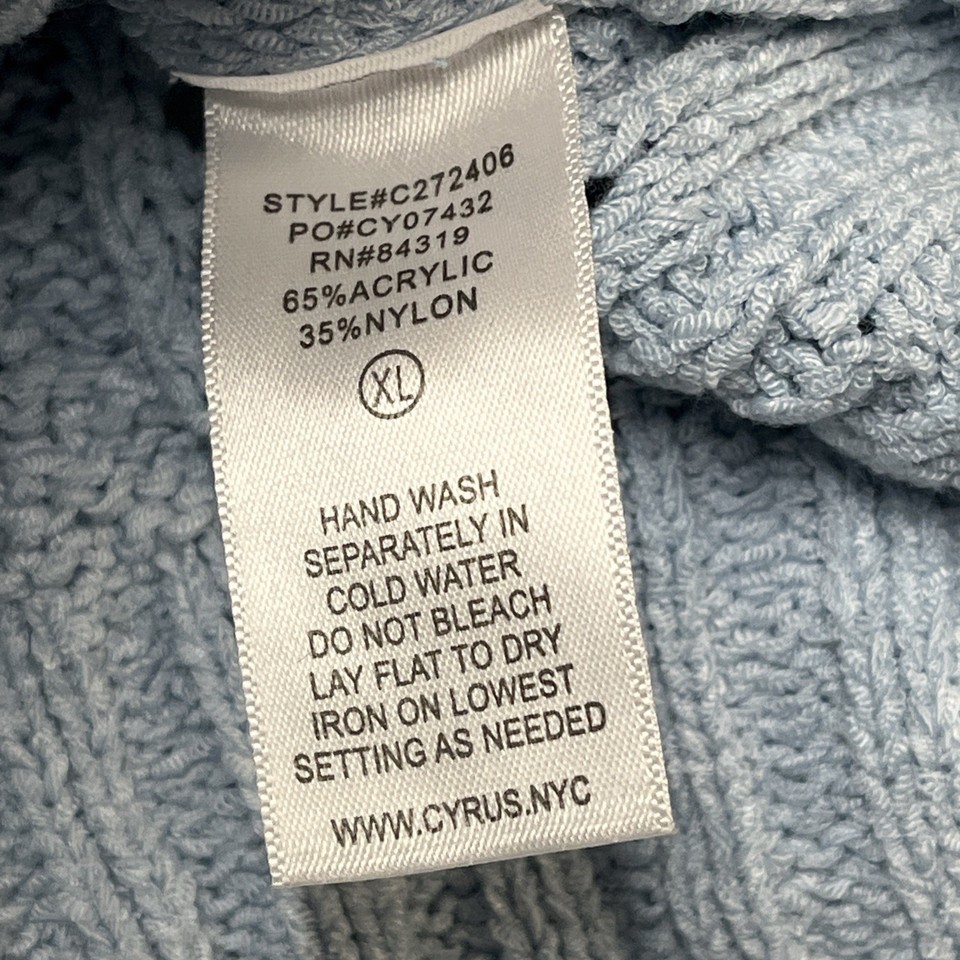 STYLE#C272406
PO#CY07432
RN#84319
65%ACRYLIC
35%NYLON
XL
HAND WASH
SEPARATELY IN
COLD WATER
DO NOT BLEACH
LAY FLAT TO DRY
IRON ON LOWEST
SETTING AS NEEDED
WWW.CYRUS.NYC